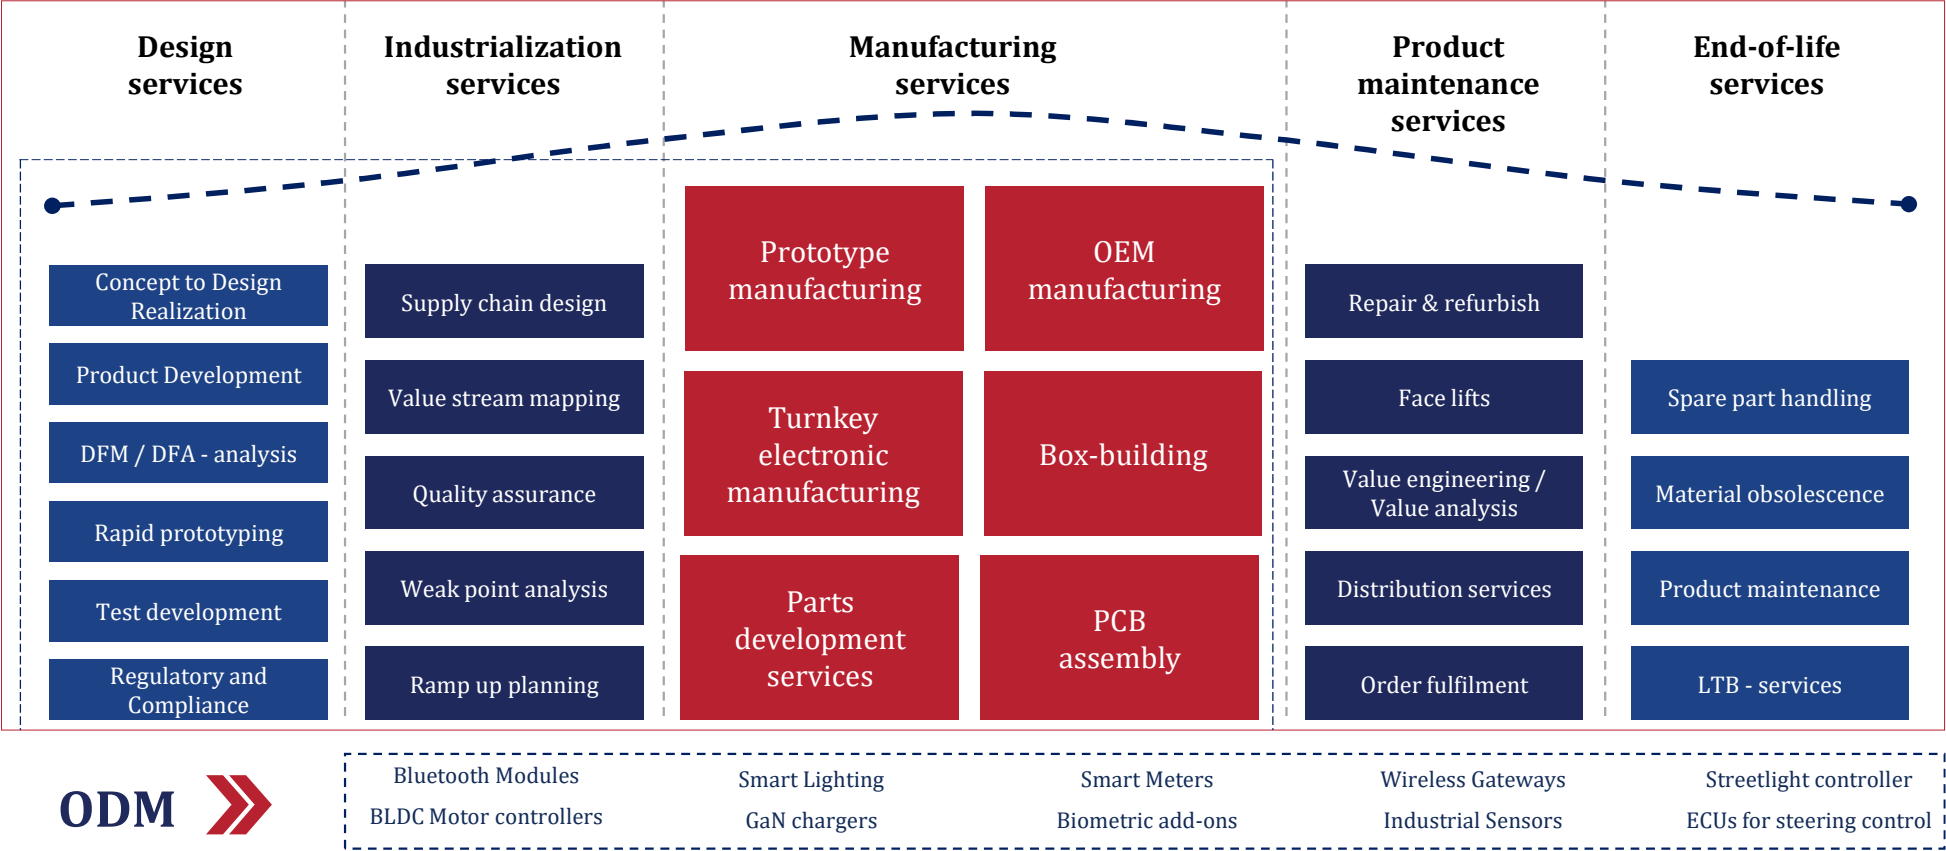 Design
services
Industrialization
services
Manufacturing
services
Product
maintenance
services
End-of-life
services
Concept to Design
Realization
Product Development
DFM / DFA - analysis
Rapid prototyping
Test development
Regulatory and
Compliance
Supply chain design
Value stream mapping
Quality assurance
Weak point analysis
Ramp up planning
Prototype
manufacturing
OEM
manufacturing
Turnkey
electronic
manufacturing
Box-building
Parts
development
services
PCB
assembly
Repair & refurbish
Face lifts
Value engineering /
Value analysis
Distribution services
Order fulfilment
Spare part handling
Material obsolescence
Product maintenance
LTB - services
ODM
Bluetooth Modules
Smart Lighting
Smart Meters
Wireless Gateways
Streetlight controller
BLDC Motor controllers
GaN chargers
Biometric add-ons
Industrial Sensors
ECUs for steering control